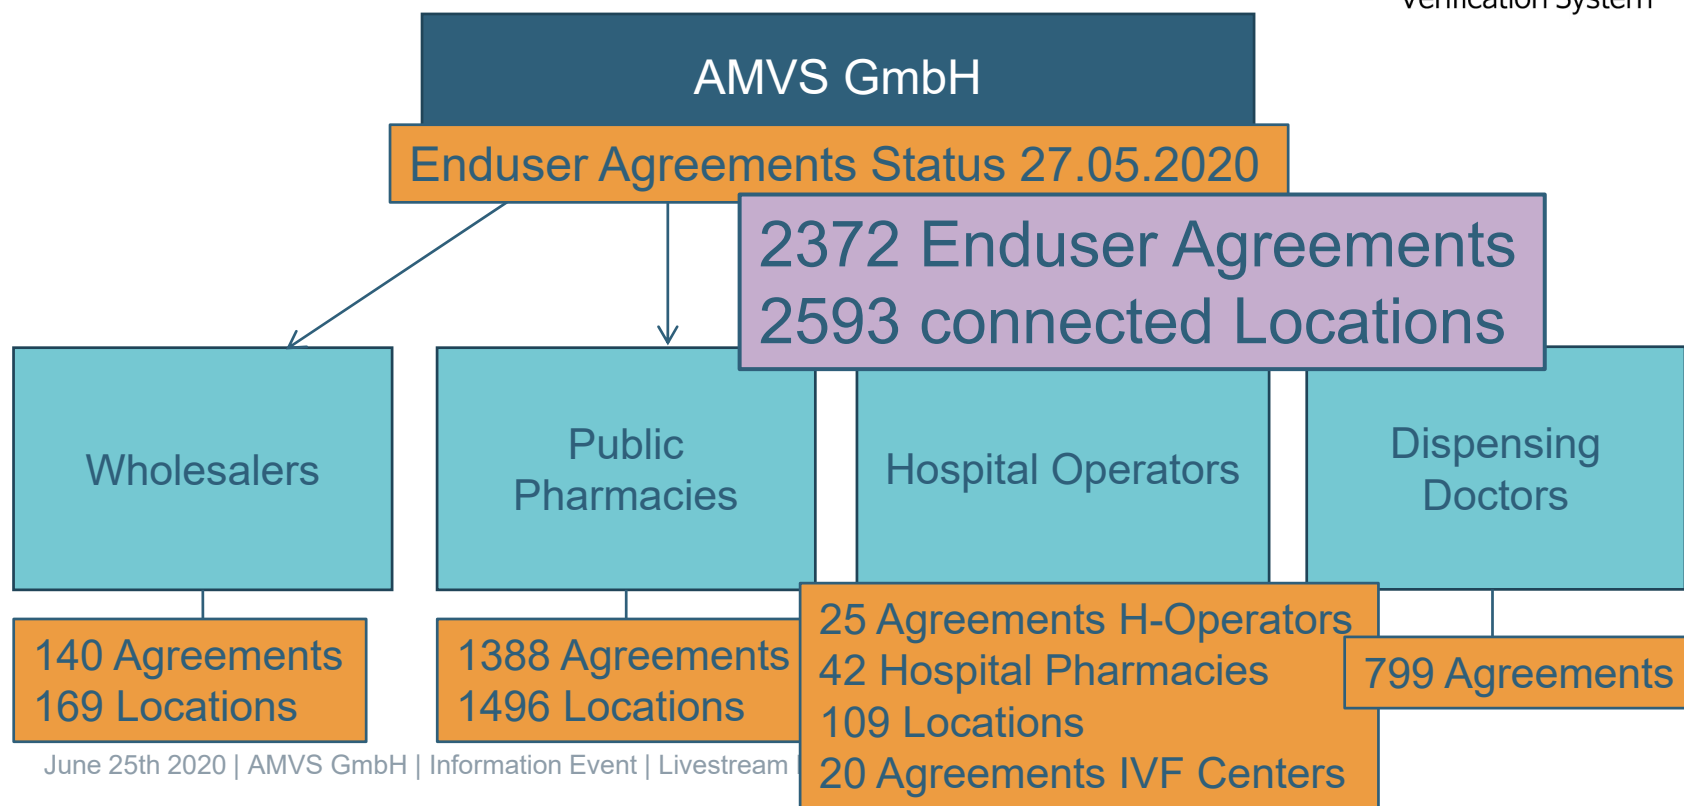 Verification System
AMVS GmbH
Enduser Agreements Status 27.05.2020
2372 Enduser Agreements
2593 connected Locations
Wholesalers
Public
Pharmacies
Hospital Operators
Dispensing
Doctors
140 Agreements
169 Locations
1388 Agreements
1496 Locations
25 Agreements H-Operators
42 Hospital Pharmacies
109 Locations
20 Agreements IVF Centers
799 Agreements
June 25th 2020 | AMVS GmbH | Information Event | Livestream